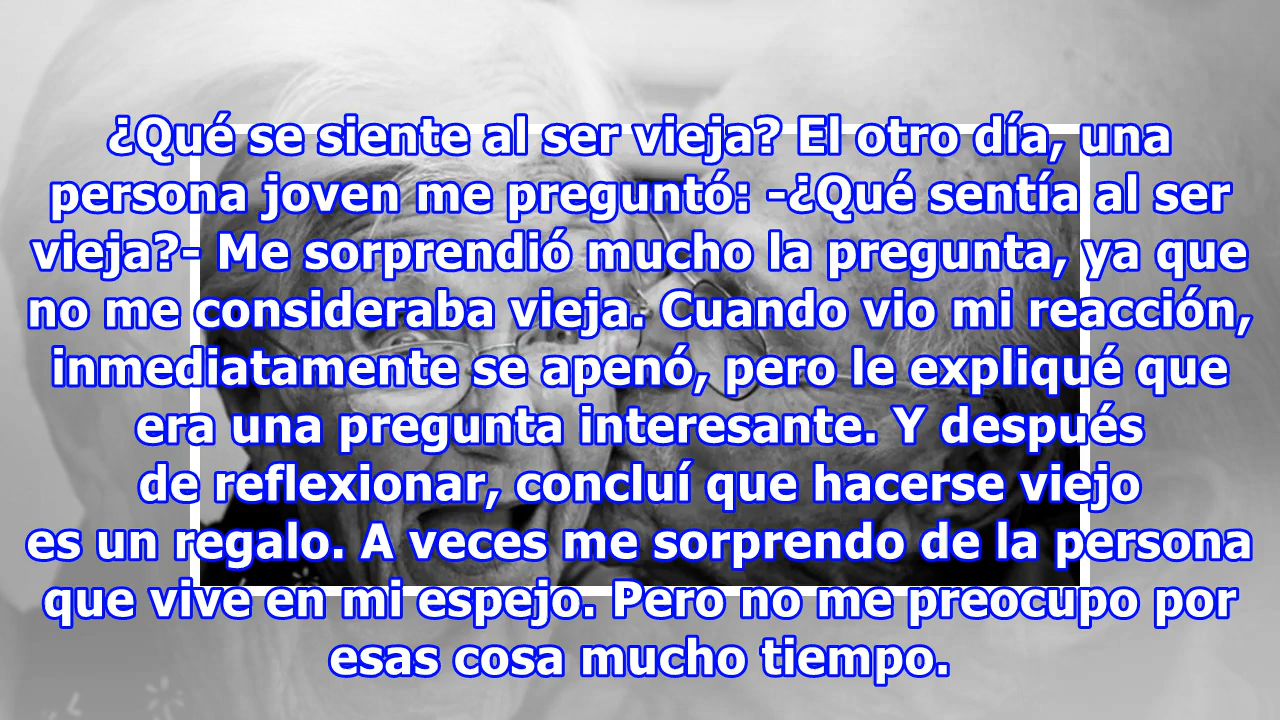 ¿Qué se siente al ser vieja? El otro día, una
persona joven me preguntó: -¿Qué sentía al ser
vieja?- Me sorprendió mucho la pregunta, ya que
no me consideraba vieja. Cuando vio mi reacción,
inmediatamente se apenó, pero le expliqué que
era una pregunta interesante. Y después
de reflexionar, concluí que hacerse viejo
es un regalo. A veces me sorprendo de la persona
que vive en mi espejo. Pero no me preocupo por
esas cosa mucho tiempo.